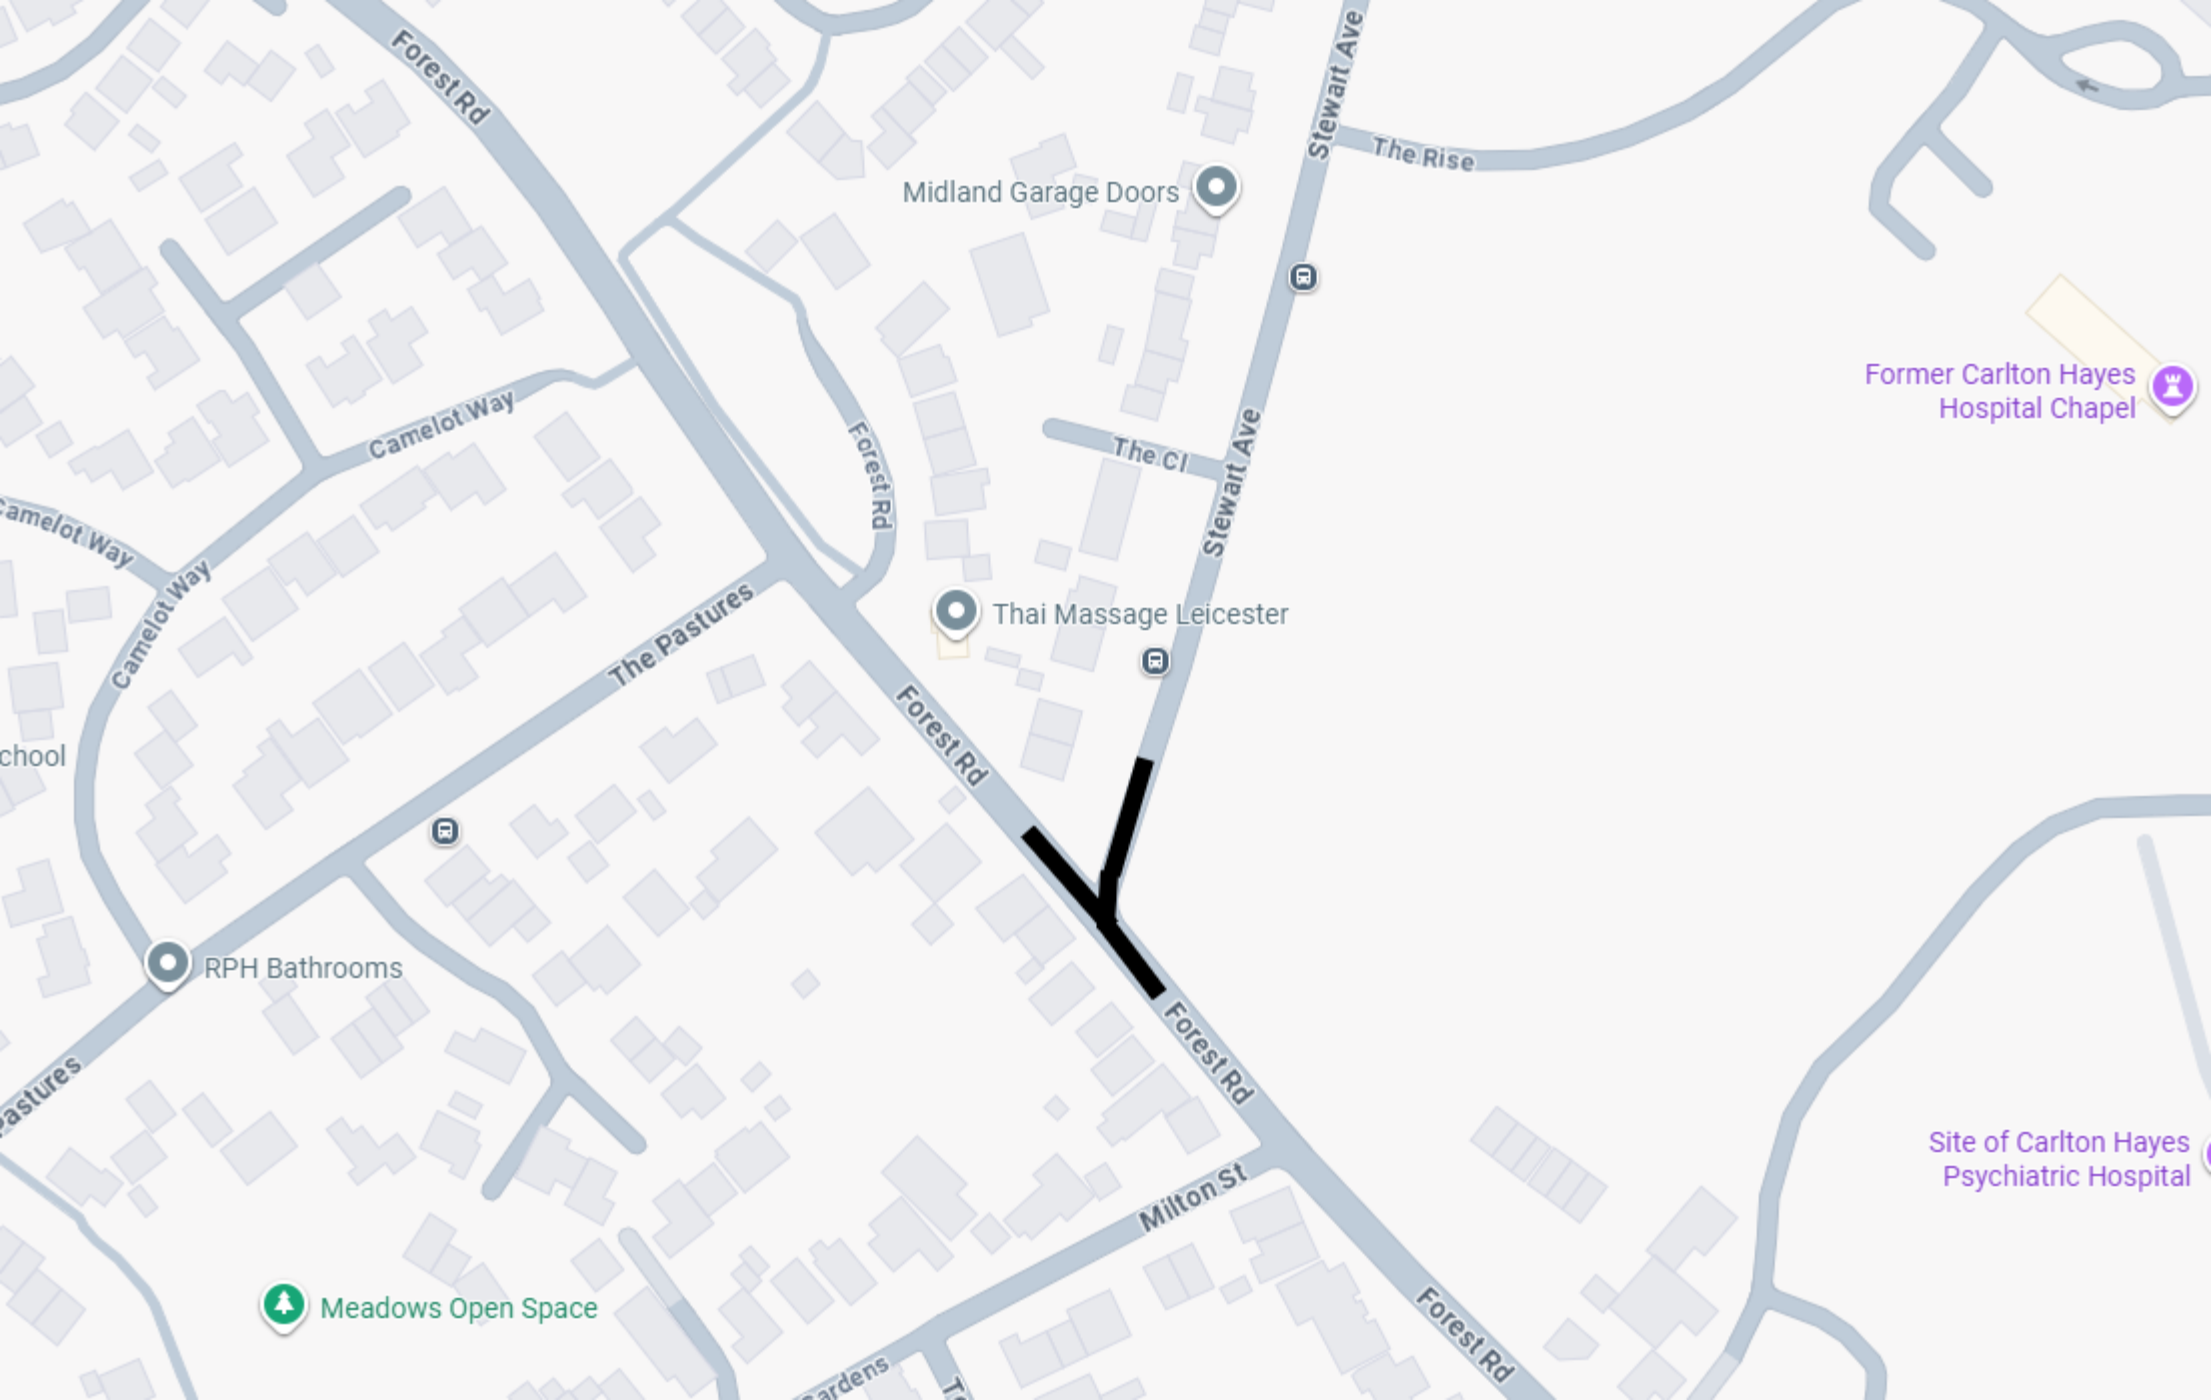 Forest Rd
Stewart Ave
The Rise
Midland Garage Doors
Former Carlton Hayes
Hospital Chapel
Camelot Way
Forest Rd
The Cl
Stewart Ave
Camelot Way
Camelot Way
The Pastures
Thai Massage Leicester
Forest Rd
chool
RPH Bathrooms
Forest Rd
Pastures
Site of Carlton Hayes
Psychiatric Hospital
Milton St
Meadows Open Space
Forest Rd
Gardens